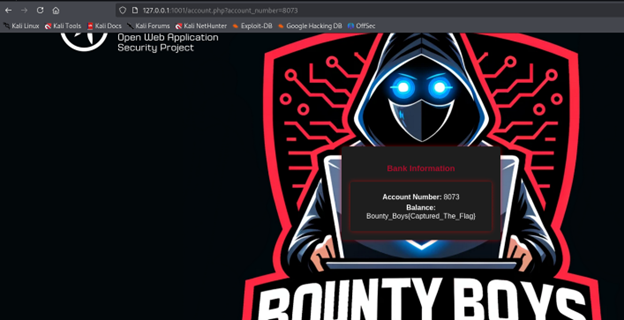 127.0.0.1:1001/account.php?account_number=8073
Kali Linux Kali Tools Kali Docs Kali Forums Kali NetHunter Exploit-DB Google Hacking DB OffSec
Open Web Application
Security Project
Bank Information
Account Number: 8073
Balance:
Bounty_Boys{Captured_The_Flag}
BOUNTY BOYS